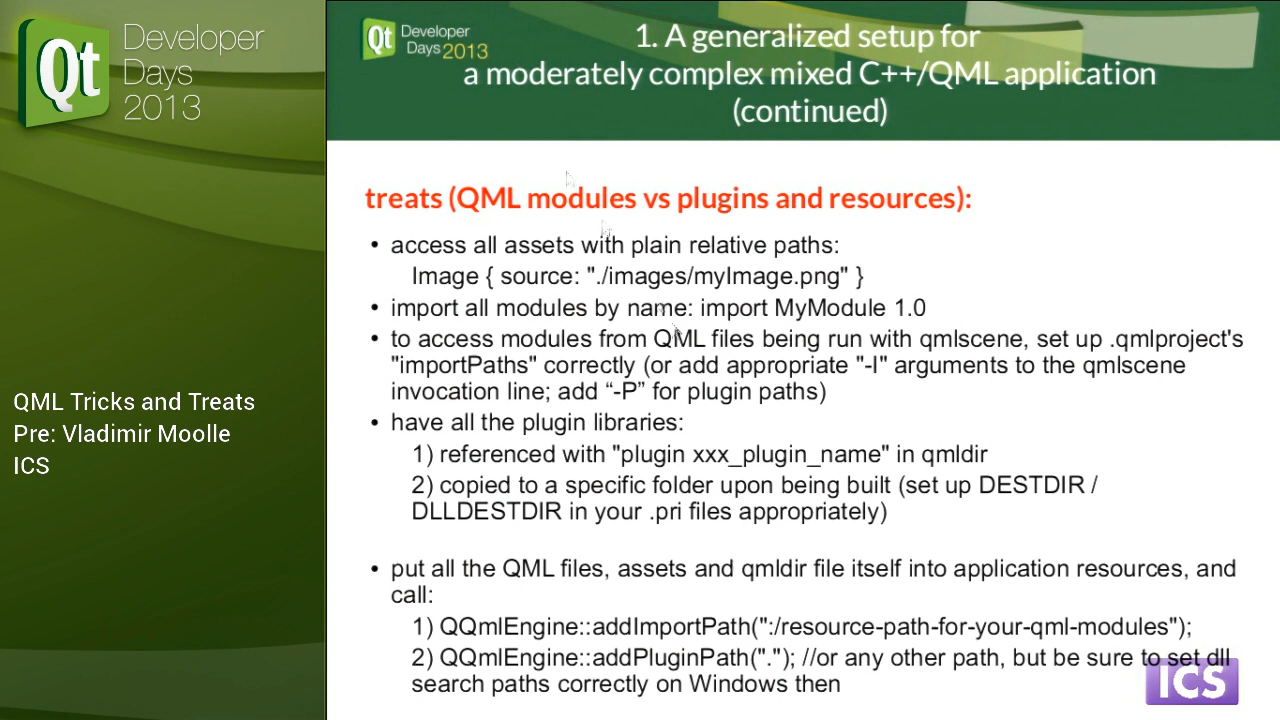 Qt
Developer
Days
2013
QML Tricks and Treats
Pre: Vladimir Moolle
ICS
Qt
Developer
Days 2013
1. A generalized setup for
a moderately complex mixed C++/QML application
(continued)
treats (QML modules vs plugins and resources):
• access all assets with plain relative paths:
Image { source: "./images/myImage.png" }
• import all modules by name: import MyModule 1.0
• to access modules from QML files being run with qmlscene, set up .qmlproject's
"importPaths" correctly (or add appropriate "-I" arguments to the qmlscene
invocation line; add “-P” for plugin paths)
• have all the plugin libraries:
1) referenced with "plugin xxx_plugin_name" in qmldir
2) copied to a specific folder upon being built (set up DESTDIR /
DLLDESTDIR in your .pri files appropriately)
• put all the QML files, assets and qmldir file itself into application resources, and
call:
1) QQmlEngine::addImportPath(":/resource-path-for-your-qml-modules");
2) QQmlEngine::addPluginPath("."); //or any other path, but be sure to set dll
search paths correctly on Windows then
ICS